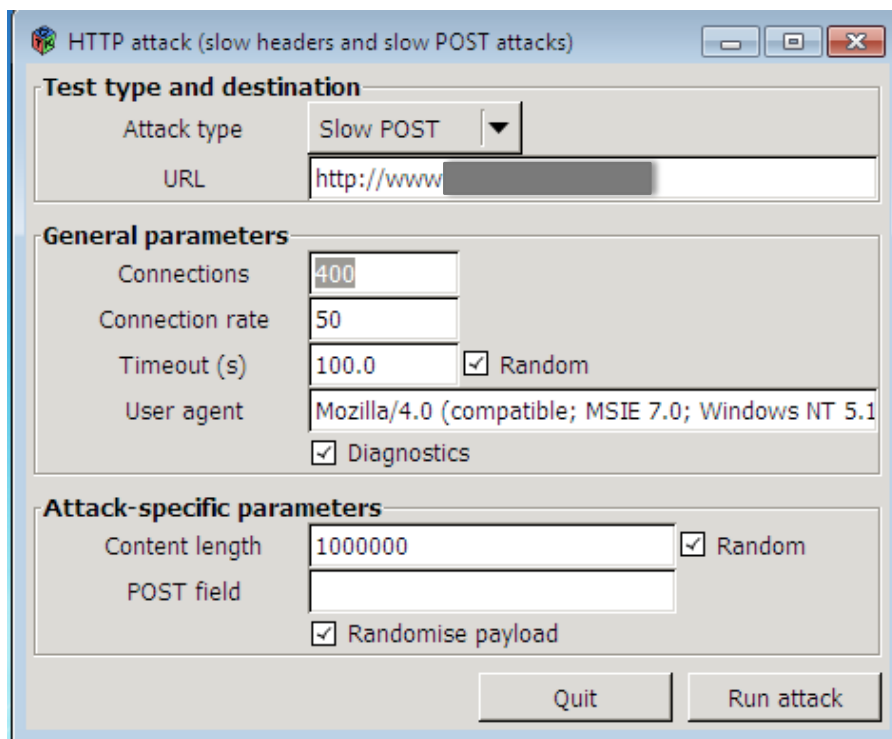 HTTP attack (slow headers and slow POST attacks)
Test type and destination
Attack type Slow POST
URL http://www
General parameters
Connections 400
Connection rate 50
Timeout (s) 100.0 Random
User agent Mozilla/4.0 (compatible; MSIE 7.0; Windows NT 5.1
Diagnostics
Attack-specific parameters
Content length 1000000 Random
POST field
Randomise payload
Quit Run attack